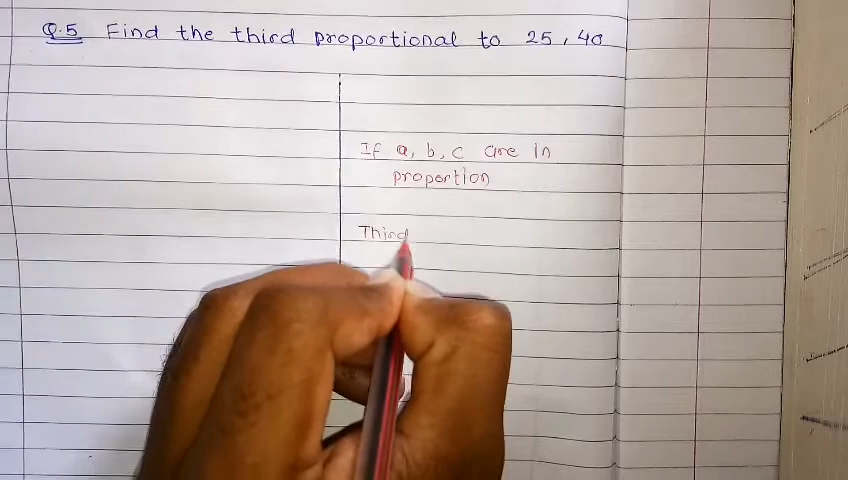 Q.5 Find the third proportional to 25, 40
If a, b, c are in
proportion
Third